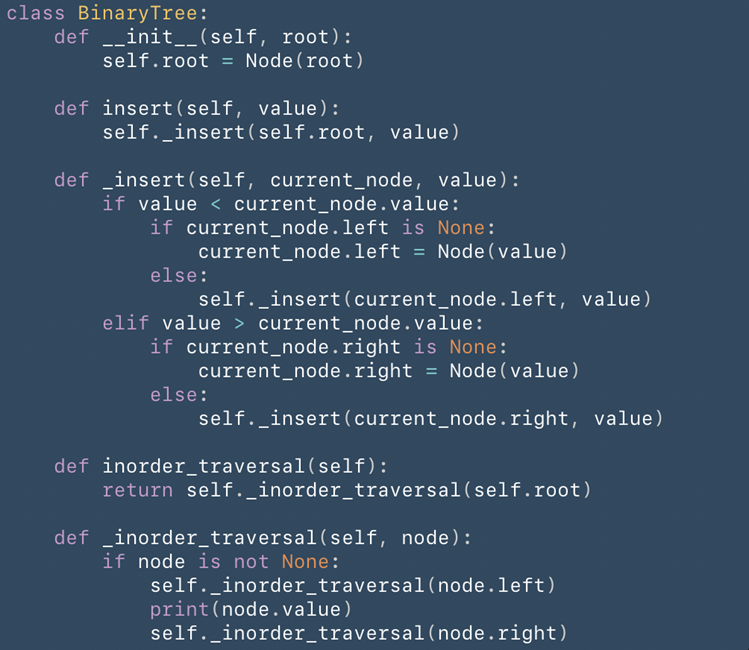 class BinaryTree:
    def __init__(self, root):
        self.root = Node(root)

    def insert(self, value):
        self._insert(self.root, value)

    def _insert(self, current_node, value):
        if value < current_node.value:
            if current_node.left is None:
                current_node.left = Node(value)
            else:
                self._insert(current_node.left, value)
        elif value > current_node.value:
            if current_node.right is None:
                current_node.right = Node(value)
            else:
                self._insert(current_node.right, value)

    def inorder_traversal(self):
        return self._inorder_traversal(self.root)

    def _inorder_traversal(self, node):
        if node is not None:
            self._inorder_traversal(node.left)
            print(node.value)
            self._inorder_traversal(node.right)